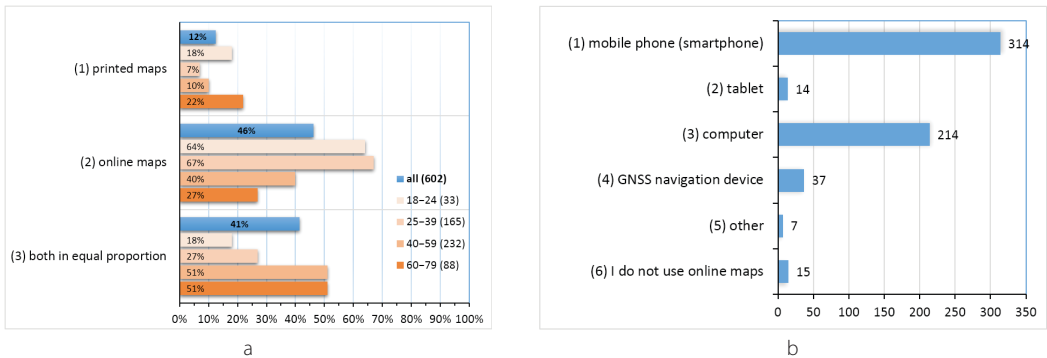 (1) printed maps
12%
18%
7%
10%
22%
(2) online maps
46%
64%
67%
40%
27%
(3) both in equal proportion
41%
18%
27%
51%
51%
all (602)
18–24 (33)
25–39 (165)
40–59 (232)
60–79 (88)
0% 10% 20% 30% 40% 50% 60% 70% 80% 90% 100%
a
(1) mobile phone (smartphone) 314
(2) tablet 14
(3) computer 214
(4) GNSS navigation device 37
(5) other 7
(6) I do not use online maps 15
0 50 100 150 200 250 300 350
b